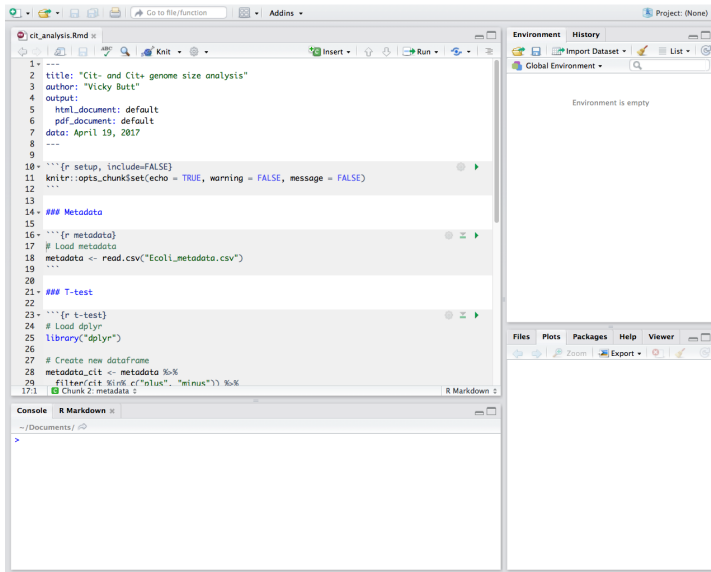 Go to file/function
Addins
Project: (None)
cit_analysis.Rmd
ABC
Knit
Insert
Run
1 ---
2 title: "Cit- and Cit+ genome size analysis"
3 author: "Vicky Butt"
4 output:
5 html_document: default
6 pdf_document: default
7 data: April 19, 2017
8 ---
9
10 ```{r setup, include=FALSE}
11 knitr::opts_chunk$set(echo = TRUE, warning = FALSE, message = FALSE)
12 ```
13
14 ### Metadata
15
16 ```{r metadata}
17 # Load metadata
18 metadata <- read.csv("Ecoli_metadata.csv")
19 ```
20
21 ### T-test
22
23 ```{r t-test}
24 # Load dplyr
25 library("dplyr")
26
27 # Create new dataframe
28 metadata_cit <- metadata %>%
29 filter(cit %in% c("plus", "minus")) %>%
17:1 Chunk 2: metadata R Markdown
Console R Markdown
~/Documents/
>
Environment History
Import Dataset List
Global Environment
Environment is empty
Files Plots Packages Help Viewer
Zoom Export